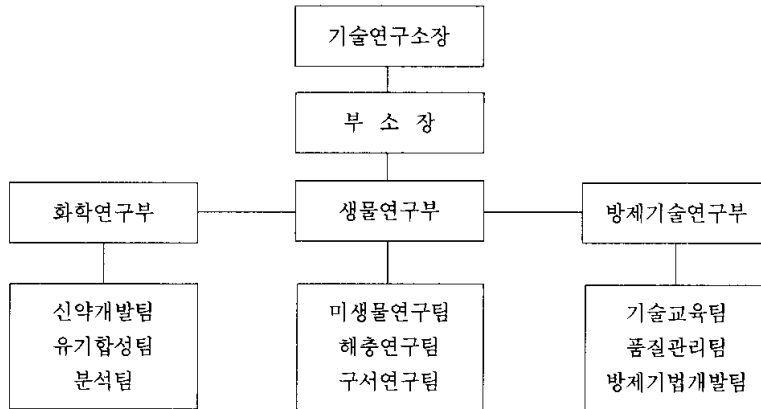 기술연구소장
부 소 장
화학연구부
생물연구부
방제기술연구부
신약개발팀
유기합성팀
분석팀
미생물연구팀
해충연구팀
구서연구팀
기술교육팀
품질관리팀
방제기법개발팀